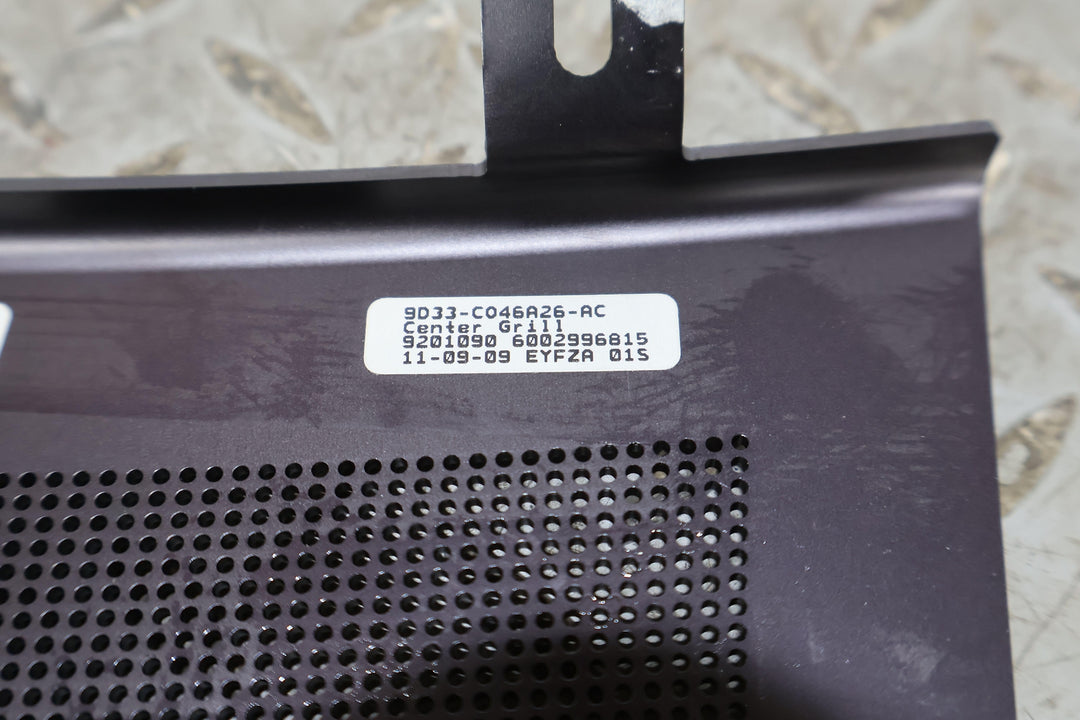 9D33-C046A26-AC
Center Grill
9201090 6002996815
11-09-09 EYFZA 01S